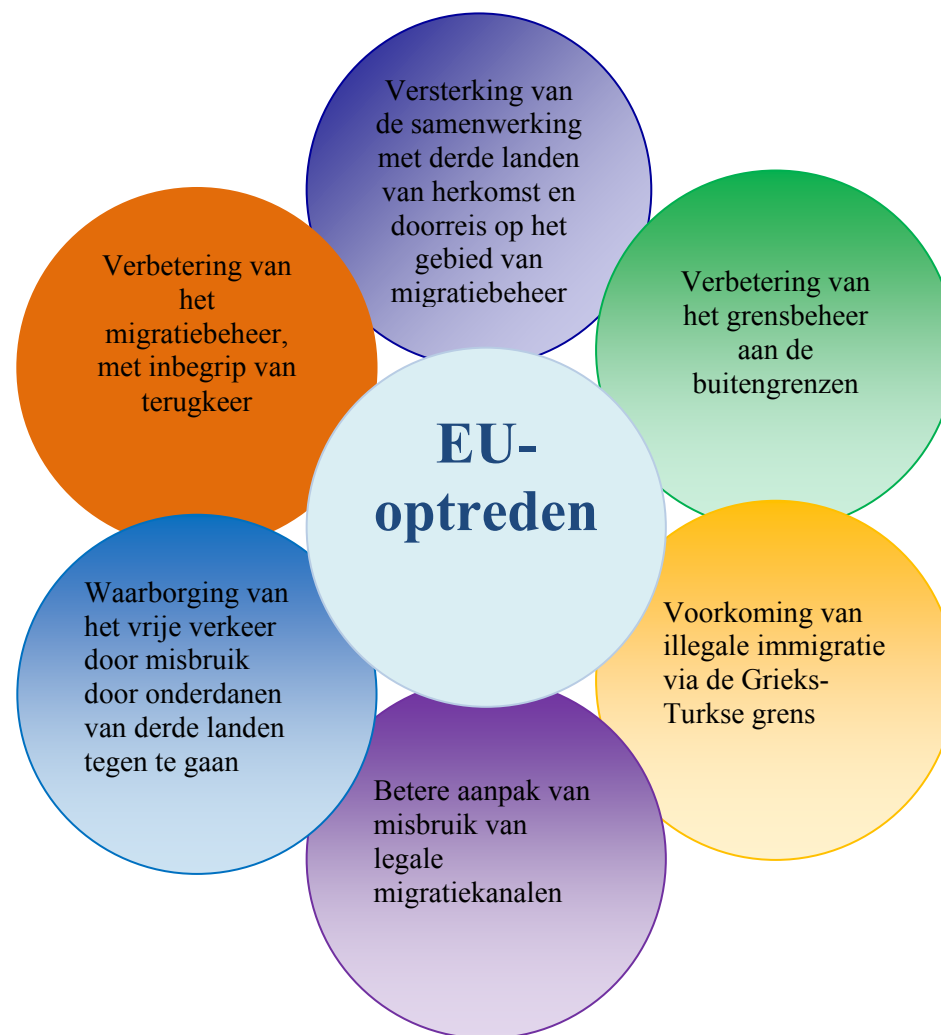 Versterking van
de samenwerking
met derde landen
van herkomst en
doorreis op het
gebied van
migratiebeheer
Verbetering van
het grensbeheer
aan de
buitengrenzen
Voorkoming van
illegale immigratie
via de Grieks-
Turkse grens
Betere aanpak van
misbruik van
legale
migratiekanalen
Waarborging van
het vrije verkeer
door misbruik
door onderdanen
van derde landen
tegen te gaan
Verbetering van
het
migratiebeheer,
met inbegrip van
terugkeer
EU-
optreden